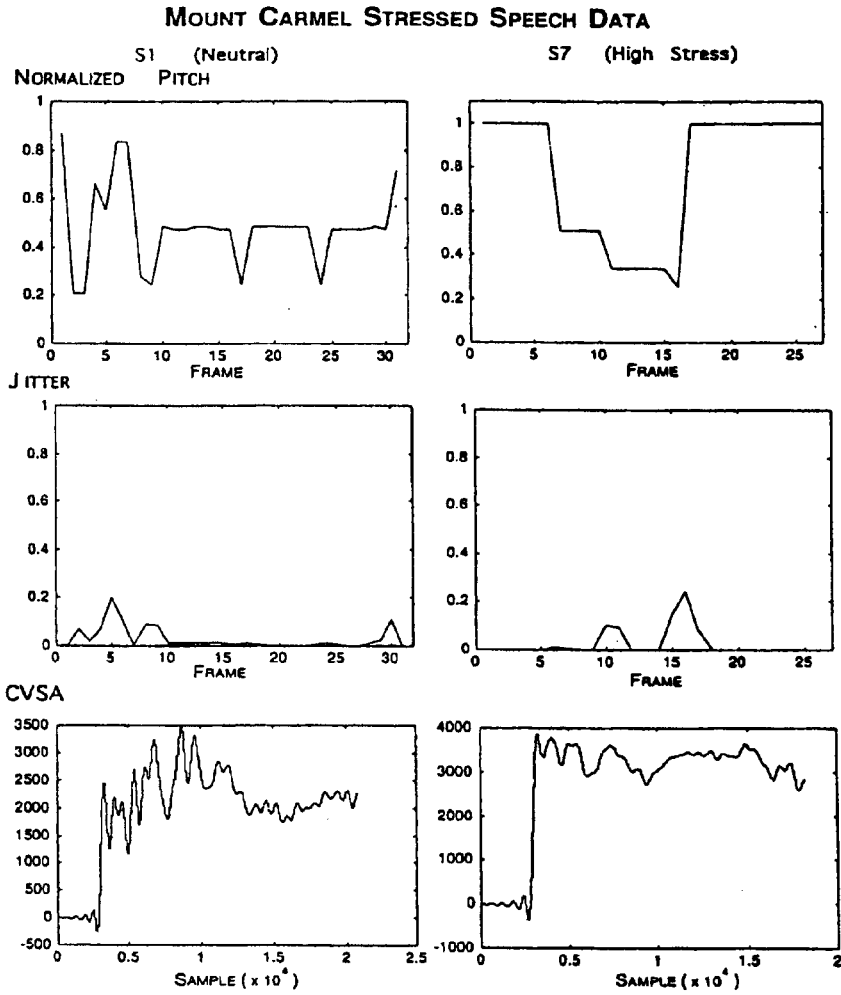 MOUNT CARMEL STRESSED SPEECH DATA
S1 (Neutral)
S7 (High Stress)
NORMALIZED PITCH
1
0.8
0.6
0.4
0.2
0
0 5 10 15 20 25 30
FRAME
1
0.8
0.6
0.4
0.2
0
0 5 10 15 20 25
FRAME
JITTER
1
0.8
0.6
0.4
0.2
0
0 5 10 15 20 25 30
FRAME
1
0.8
0.6
0.4
0.2
0
0 5 10 15 20 25
FRAME
CVSA
3500
3000
2500
2000
1500
1000
500
0
-500
0 0.5 1 1.5 2 2.5
SAMPLE (x 10⁴)
4000
3000
2000
1000
0
-1000
0 0.5 1 1.5 2
SAMPLE (x 10⁴)